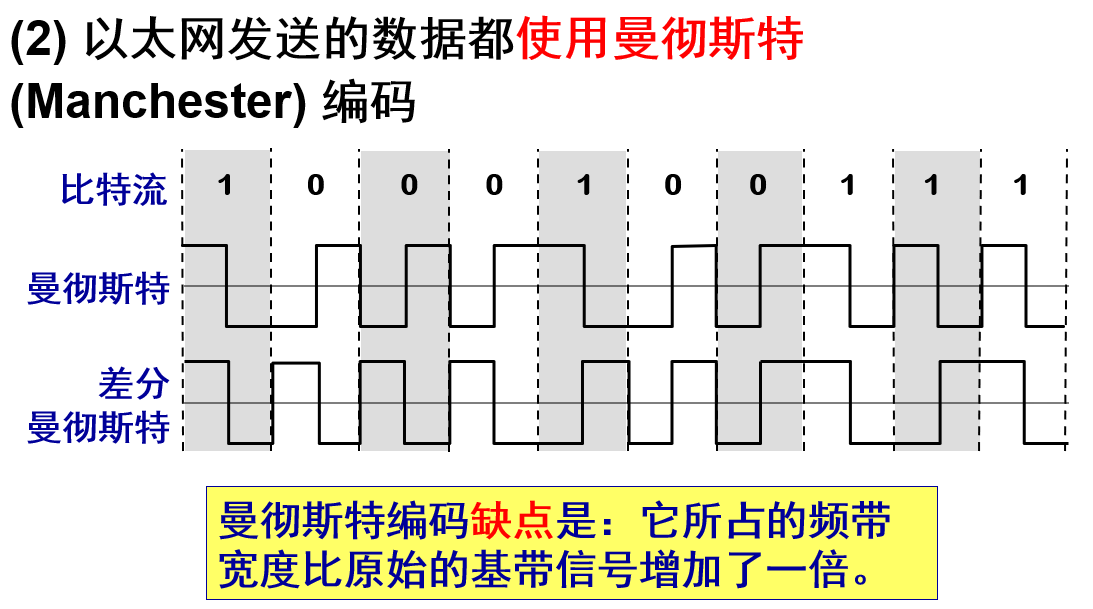 (2) 以太网发送的数据都使用曼彻斯特
(Manchester) 编码
比特流 1 0 0 0 1 0 0 1 1 1
曼彻斯特
差分
曼彻斯特
曼彻斯特编码缺点是：它所占的频带
宽度比原始的基带信号增加了一倍。